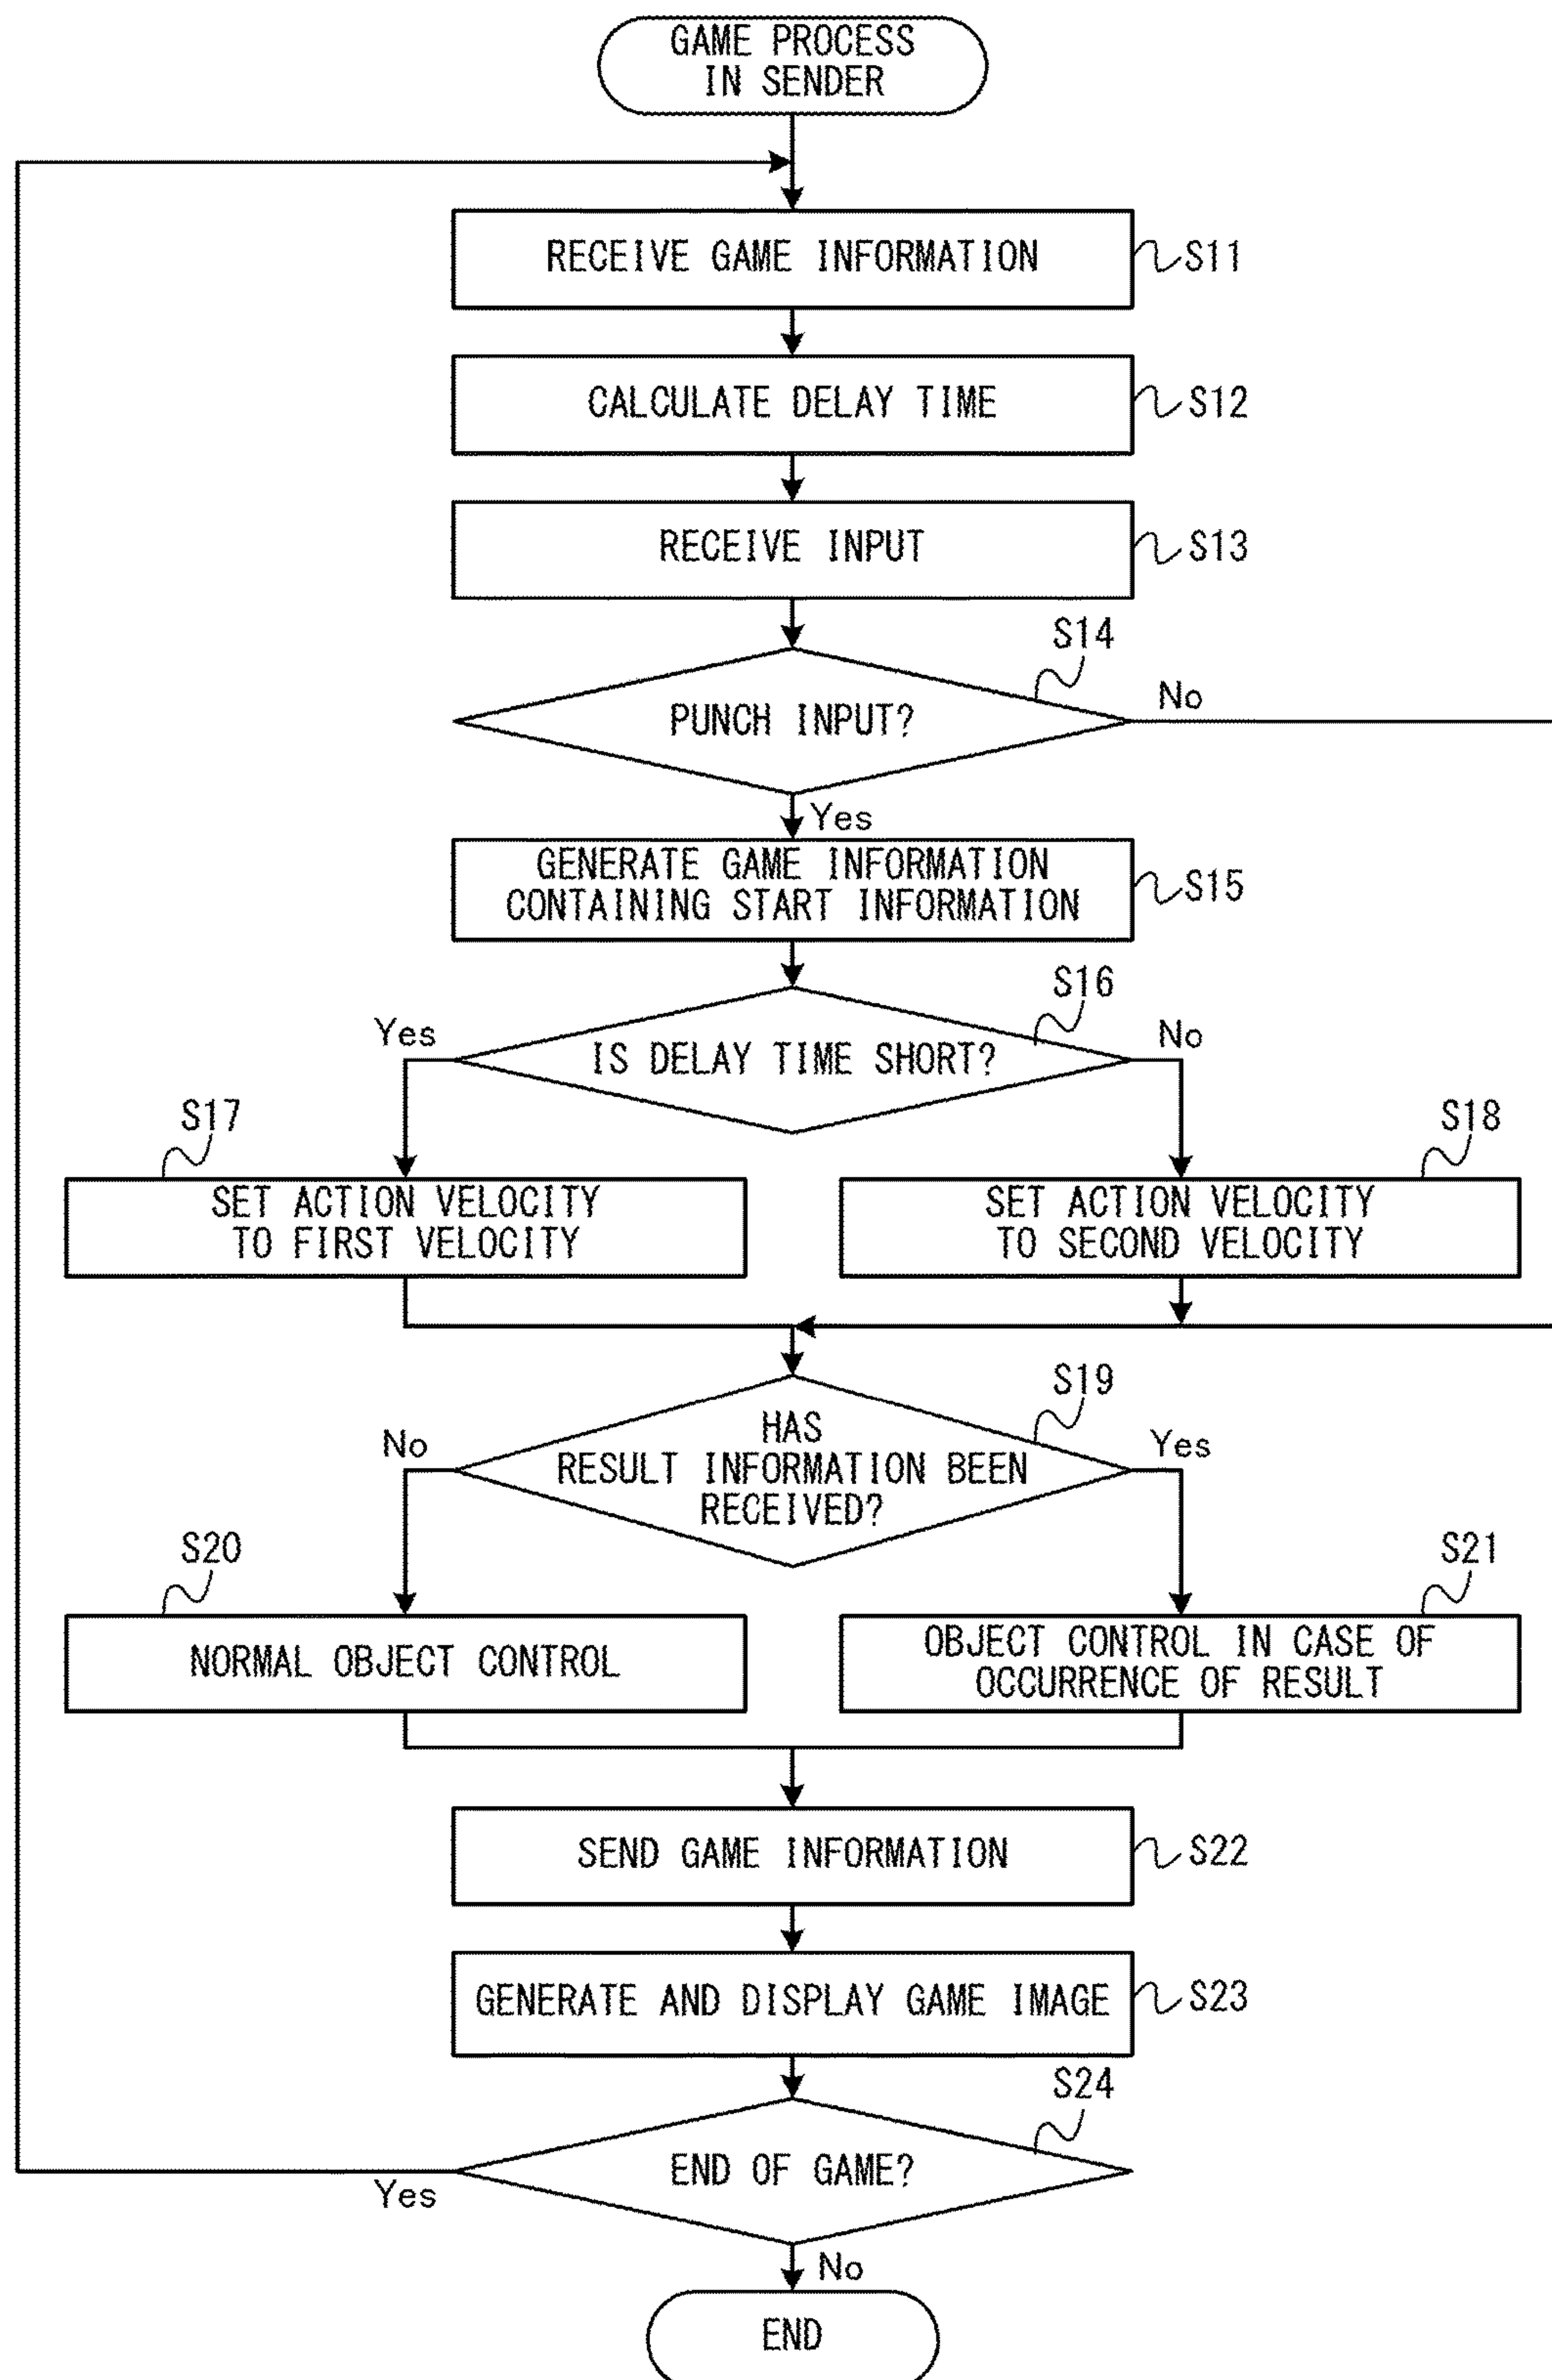 GAME PROCESS
IN SENDER
RECEIVE GAME INFORMATION
S11
CALCULATE DELAY TIME
S12
RECEIVE INPUT
S13
S14
PUNCH INPUT?
No
Yes
GENERATE GAME INFORMATION
CONTAINING START INFORMATION
S15
S16
Yes
IS DELAY TIME SHORT?
No
S17
S18
SET ACTION VELOCITY
TO FIRST VELOCITY
SET ACTION VELOCITY
TO SECOND VELOCITY
S19
No
HAS
RESULT INFORMATION BEEN
RECEIVED?
Yes
S20
S21
NORMAL OBJECT CONTROL
OBJECT CONTROL IN CASE OF
OCCURRENCE OF RESULT
SEND GAME INFORMATION
S22
GENERATE AND DISPLAY GAME IMAGE
S23
S24
END OF GAME?
Yes
No
END